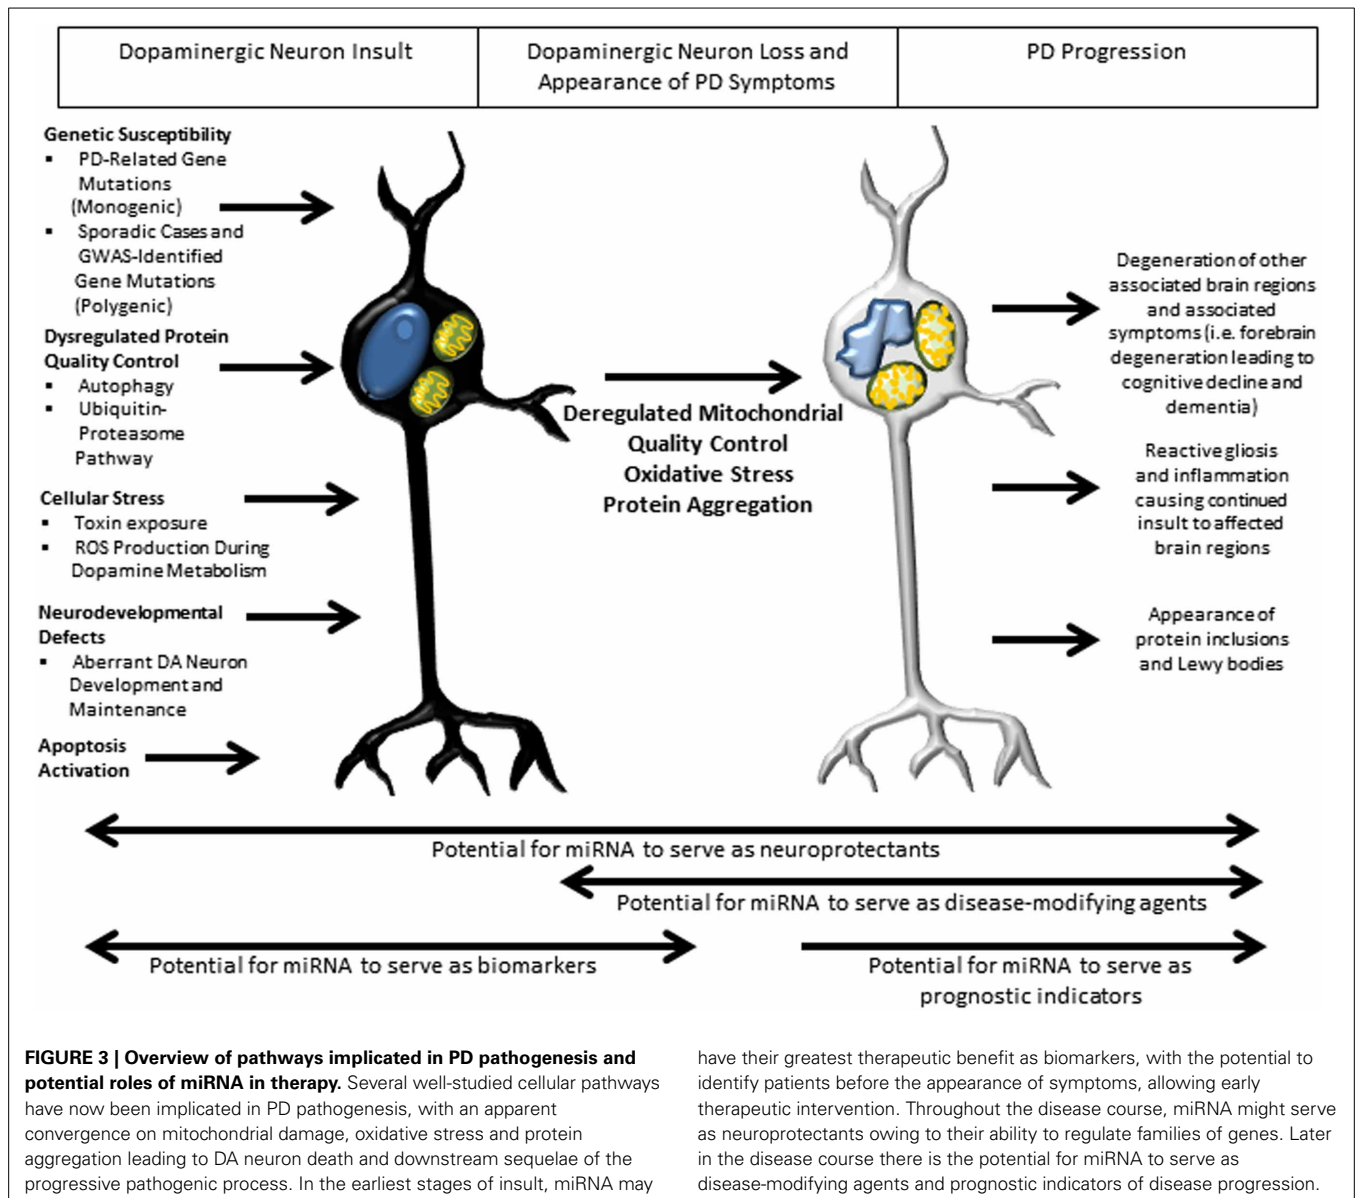 Dopaminergic Neuron Insult
Dopaminergic Neuron Loss and
Appearance of PD Symptoms
PD Progression
Genetic Susceptibility
▪ PD-Related Gene
Mutations
(Monogenic)
▪ Sporadic Cases and
GWAS-Identified
Gene Mutations
(Polygenic)
Dysregulated Protein
Quality Control
▪ Autophagy
▪ Ubiquitin-
Proteasome
Pathway
Cellular Stress
▪ Toxin exposure
▪ ROS Production During
Dopamine Metabolism
Neurodevelopmental
Defects
▪ Aberrant DA Neuron
Development and
Maintenance
Apoptosis
Activation
Deregulated Mitochondrial
Quality Control
Oxidative Stress
Protein Aggregation
Degeneration of other
associated brain regions
and associated
symptoms (i.e. forebrain
degeneration leading to
cognitive decline and
dementia)
Reactive gliosis
and inflammation
causing continued
insult to affected
brain regions
Appearance of
protein inclusions
and Lewy bodies
Potential for miRNA to serve as neuroprotectants
Potential for miRNA to serve as disease-modifying agents
Potential for miRNA to serve as biomarkers
Potential for miRNA to serve as
prognostic indicators
FIGURE 3 | Overview of pathways implicated in PD pathogenesis and
potential roles of miRNA in therapy. Several well-studied cellular pathways
have now been implicated in PD pathogenesis, with an apparent
convergence on mitochondrial damage, oxidative stress and protein
aggregation leading to DA neuron death and downstream sequelae of the
progressive pathogenic process. In the earliest stages of insult, miRNA may
have their greatest therapeutic benefit as biomarkers, with the potential to
identify patients before the appearance of symptoms, allowing early
therapeutic intervention. Throughout the disease course, miRNA might serve
as neuroprotectants owing to their ability to regulate families of genes. Later
in the disease course there is the potential for miRNA to serve as
disease-modifying agents and prognostic indicators of disease progression.